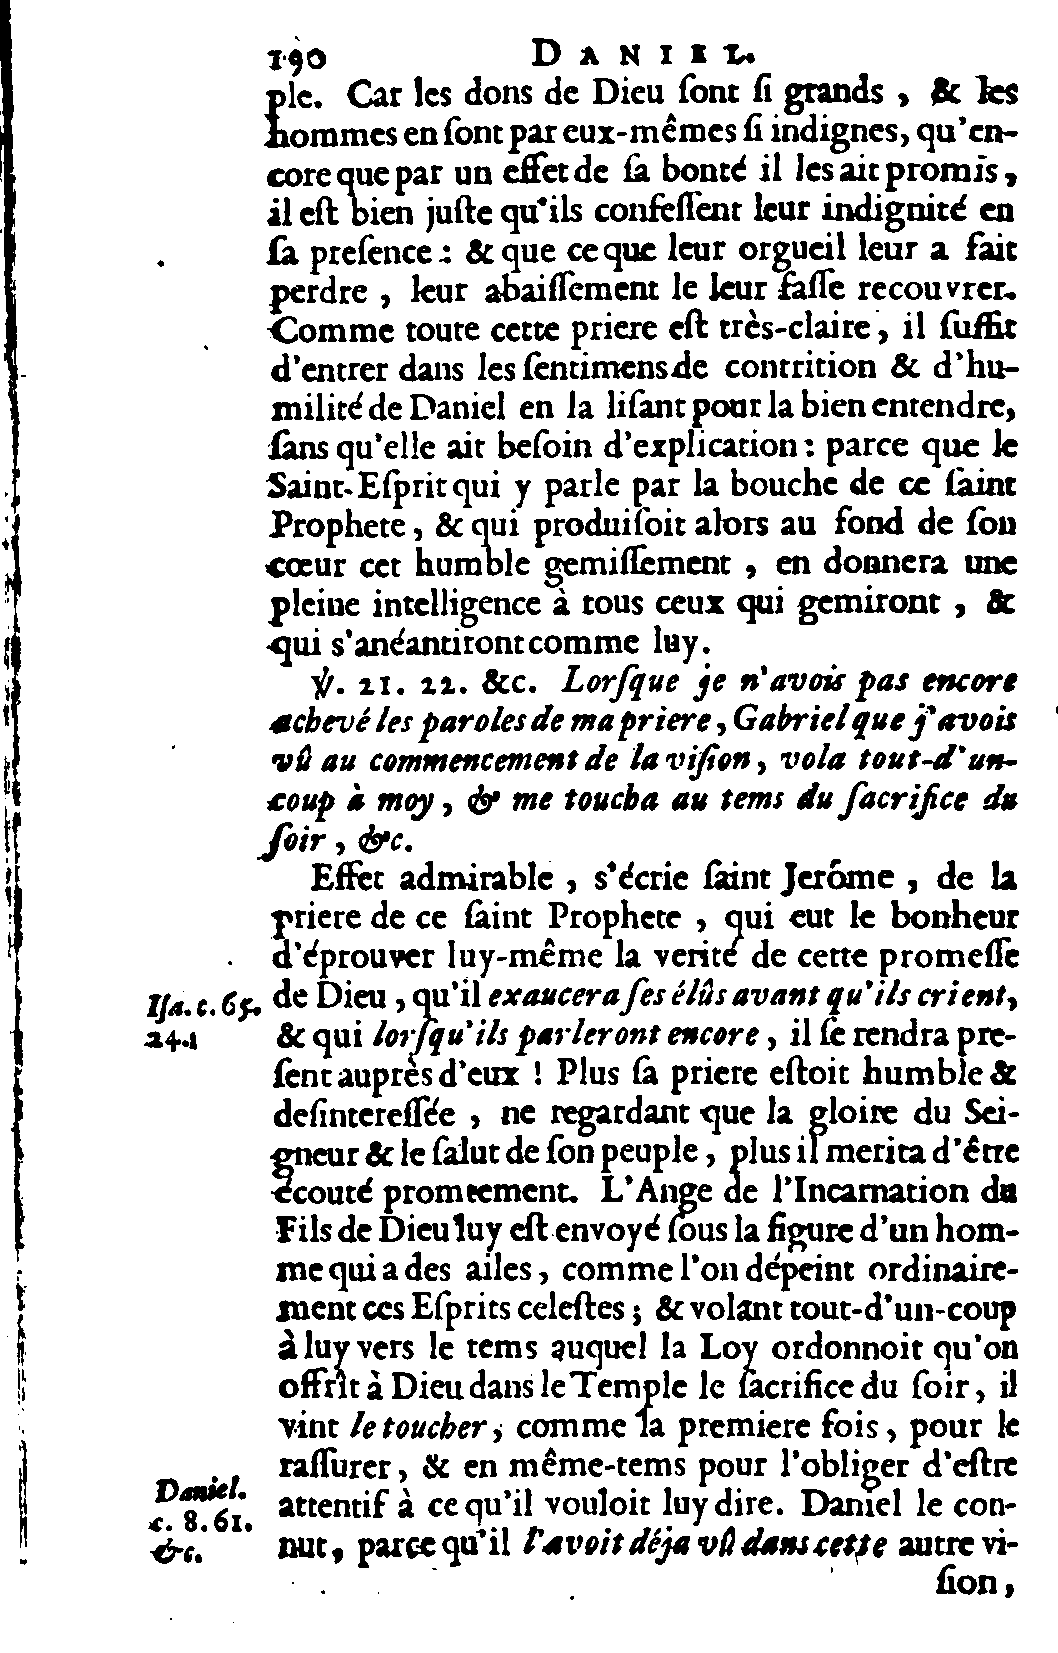 190 DANIEL.
ple. Car les dons de Dieu ſont ſi grands, & les
hommes en ſont par eux-mêmes ſi indignes, qu'en-
core que par un effet de ſa bonté il les ait promis,
il eſt bien juſte qu'ils confeſſent leur indignité en
ſa preſence : & que ce que leur orgueil leur a fait
perdre, leur abaiſſement le leur faſſe recouvrer.
Comme toute cette priere eſt très-claire, il ſuffit
d'entrer dans les ſentimens de contrition & d'hu-
milité de Daniel en la liſant pour la bien entendre,
ſans qu'elle ait beſoin d'explication : parce que le
Saint-Eſprit qui y parle par la bouche de ce ſaint
Prophete, & qui produiſoit alors au fond de ſon
cœur cet humble gemiſſement, en donnera une
pleine intelligence à tous ceux qui gemiront, &
qui s'anéantiront comme luy.
℣. 21. 22. &c. Lorſque je n'avois pas encore
achevé les paroles de ma priere, Gabriel que j'avois
vû au commencement de la viſion, vola tout-d'un-
coup à moy, & me toucha au tems du ſacrifice du
ſoir, &c.
Effet admirable, s'écrie ſaint Jerôme, de la
priere de ce ſaint Prophete, qui eut le bonheur
d'éprouver luy-même la verité de cette promeſſe
Iſa. c. 65. de Dieu, qu'il exaucera ſes élûs avant qu'ils crient,
24. & qui lorſqu'ils parleront encore, il ſe rendra pre-
ſent auprès d'eux ! Plus ſa priere eſtoit humble &
deſintereſſée, ne regardant que la gloire du Sei-
gneur & le ſalut de ſon peuple, plus il merita d'être
écouté promtement. L'Ange de l'Incarnation du
Fils de Dieu luy eſt envoyé ſous la figure d'un hom-
me qui a des ailes, comme l'on dépeint ordinaire-
ment ces Eſprits celeſtes ; & volant tout-d'un-coup
à luy vers le tems auquel la Loy ordonnoit qu'on
offrît à Dieu dans le Temple le ſacrifice du ſoir, il
vint le toucher, comme la premiere fois, pour le
raſſurer, & en même-tems pour l'obliger d'eſtre
Daniel. attentif à ce qu'il vouloit luy dire. Daniel le con-
c. 8. 61. nut, parce qu'il l'avoit déja vû dans cette autre vi-
&c. ſion,